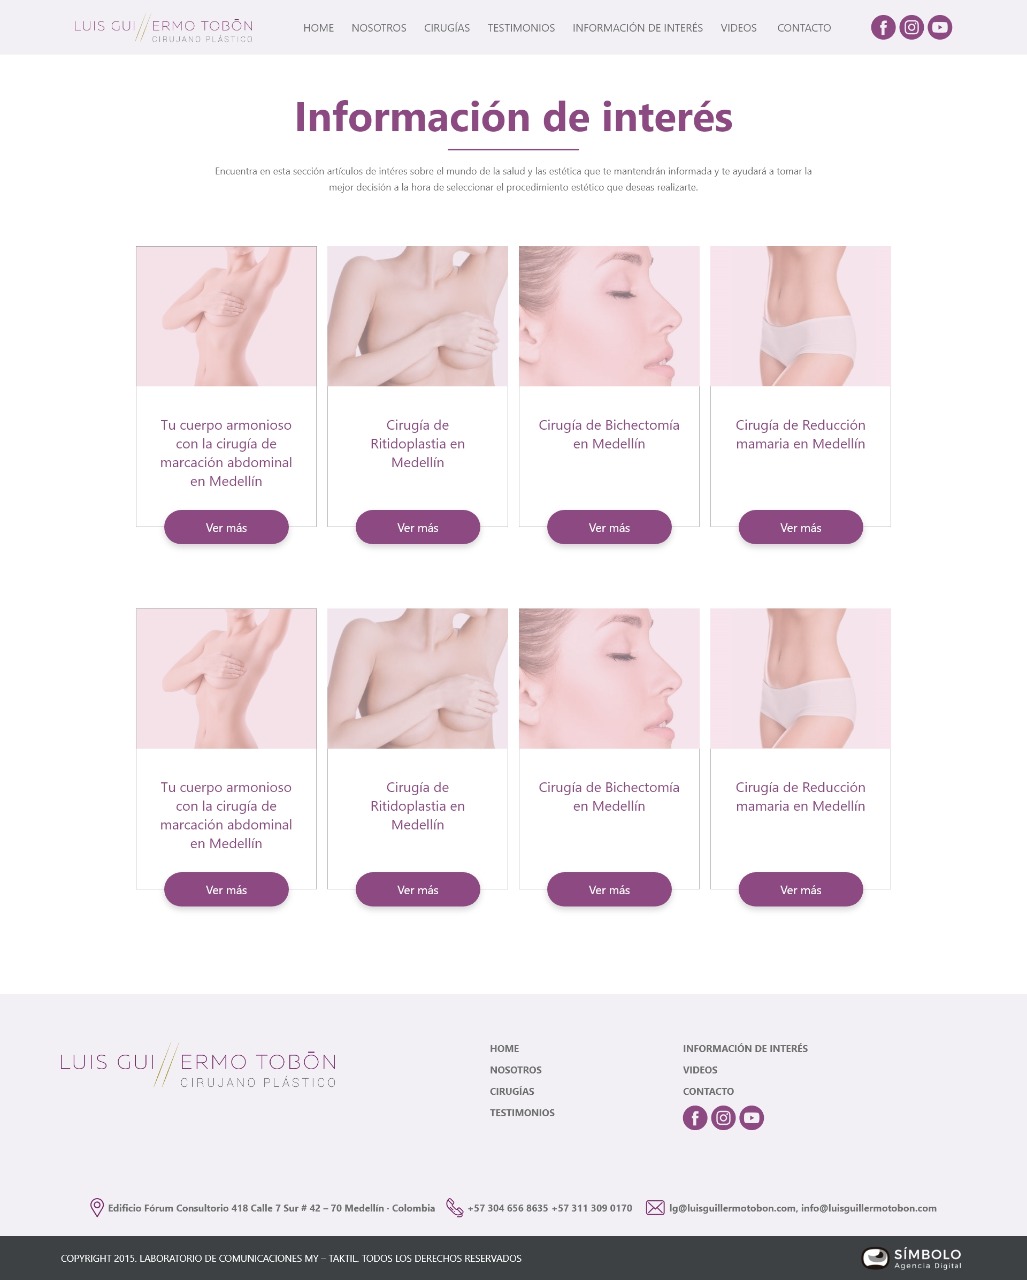 LUIS GUI//ERMO TOBŌN
CIRUJANO PLÁSTICO
HOME NOSOTROS CIRUGÍAS TESTIMONIOS INFORMACIÓN DE INTERÉS VIDEOS CONTACTO
Información de interés
Encuentra en esta sección artículos de intéres sobre el mundo de la salud y las estética que te mantendrán informada y te ayudará a tomar la
mejor decisión a la hora de seleccionar el procedimiento estético que deseas realizarte.
Tu cuerpo armonioso
con la cirugía de
marcación abdominal
en Medellín
Ver más
Cirugía de
Ritidoplastia en
Medellín
Ver más
Cirugía de Bichectomía
en Medellín
Ver más
Cirugía de Reducción
mamaria en Medellín
Ver más
Tu cuerpo armonioso
con la cirugía de
marcación abdominal
en Medellín
Ver más
Cirugía de
Ritidoplastia en
Medellín
Ver más
Cirugía de Bichectomía
en Medellín
Ver más
Cirugía de Reducción
mamaria en Medellín
Ver más
LUIS GUI//ERMO TOBŌN
CIRUJANO PLÁSTICO
HOME
NOSOTROS
CIRUGÍAS
TESTIMONIOS
INFORMACIÓN DE INTERÉS
VIDEOS
CONTACTO
Edificio Fórum Consultorio 418 Calle 7 Sur # 42 – 70 Medellín - Colombia
+57 304 656 8635 +57 311 309 0170
lg@luisguillermotobon.com, info@luisguillermotobon.com
COPYRIGHT 2015. LABORATORIO DE COMUNICACIONES MY – TAKTIL. TODOS LOS DERECHOS RESERVADOS
SÍMBOLO
Agencia Digital